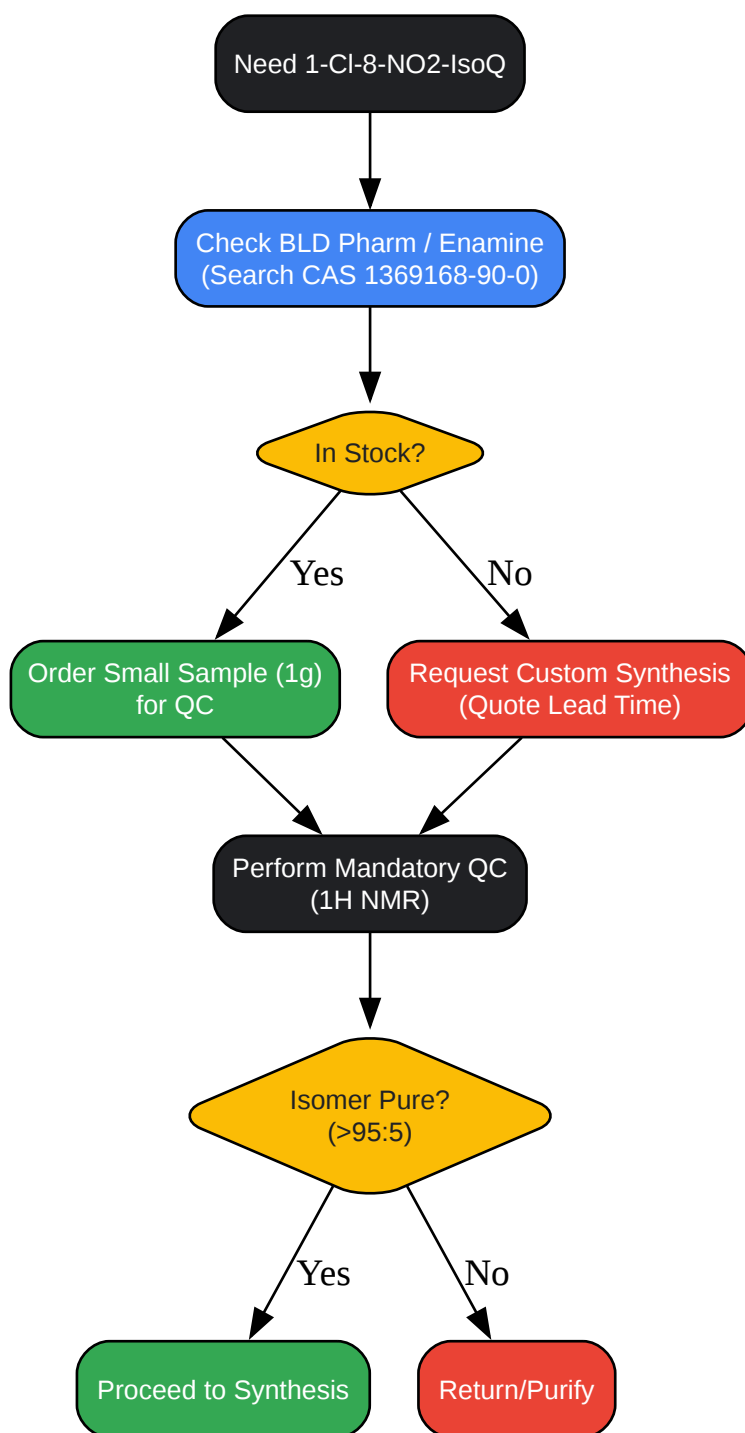 Need 1-Cl-8-NO2-IsoQ
Check BLD Pharm / Enamine
(Search CAS 1369168-90-0)
In Stock?
Yes
No
Order Small Sample (1g)
for QC
Request Custom Synthesis
(Quote Lead Time)
Perform Mandatory QC
(1H NMR)
Isomer Pure?
(>95:5)
Yes
No
Proceed to Synthesis
Return/Purify